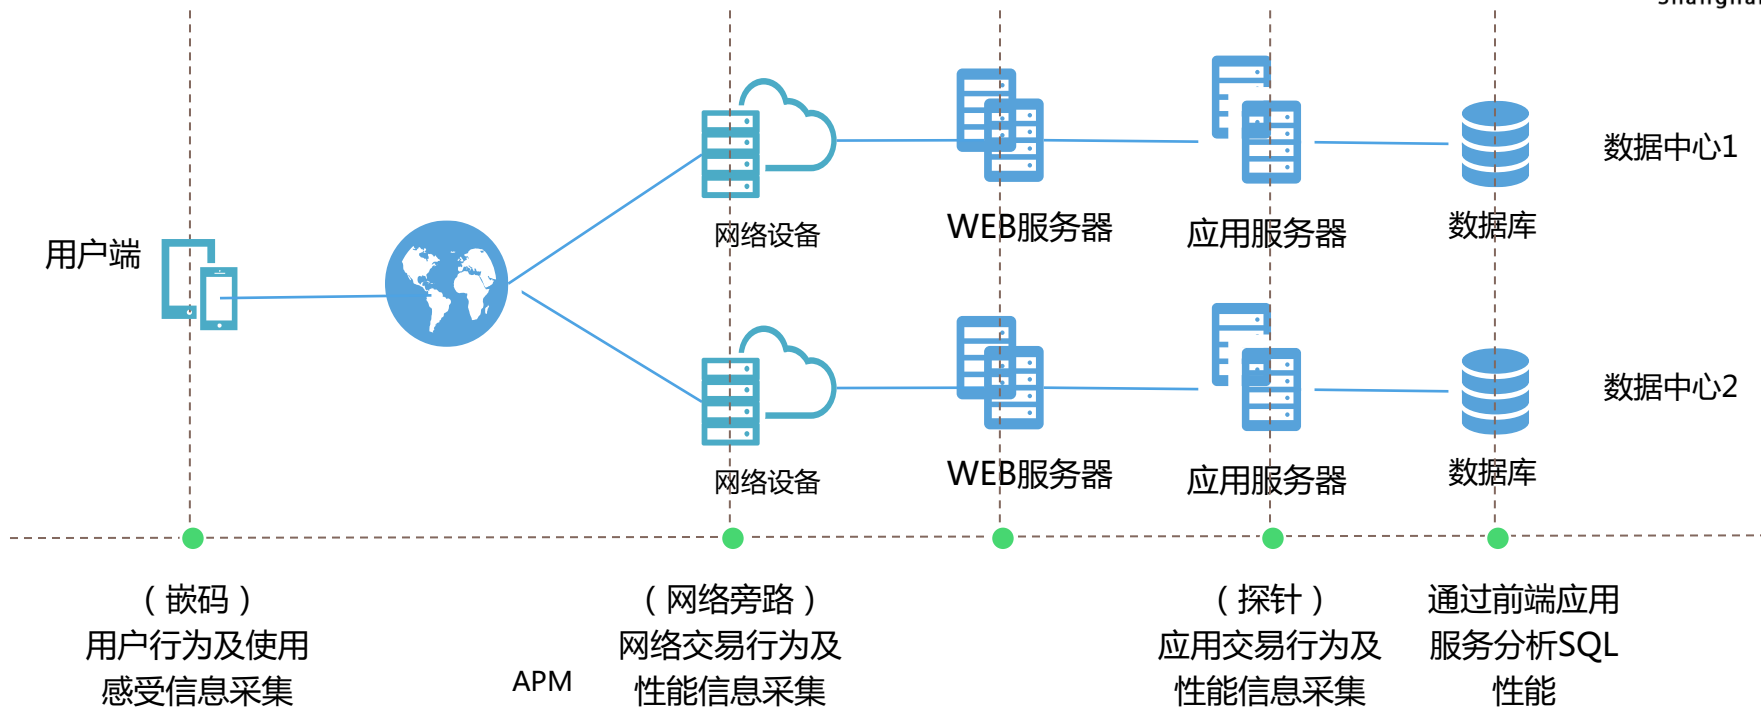 数据中心1
用户端
网络设备
WEB服务器
应用服务器
数据库
数据中心2
网络设备
WEB服务器
应用服务器
数据库
（嵌码）
用户行为及使用
感受信息采集
APM
（网络旁路）
网络交易行为及
性能信息采集
（探针）
应用交易行为及
性能信息采集
通过前端应用
服务分析SQL
性能